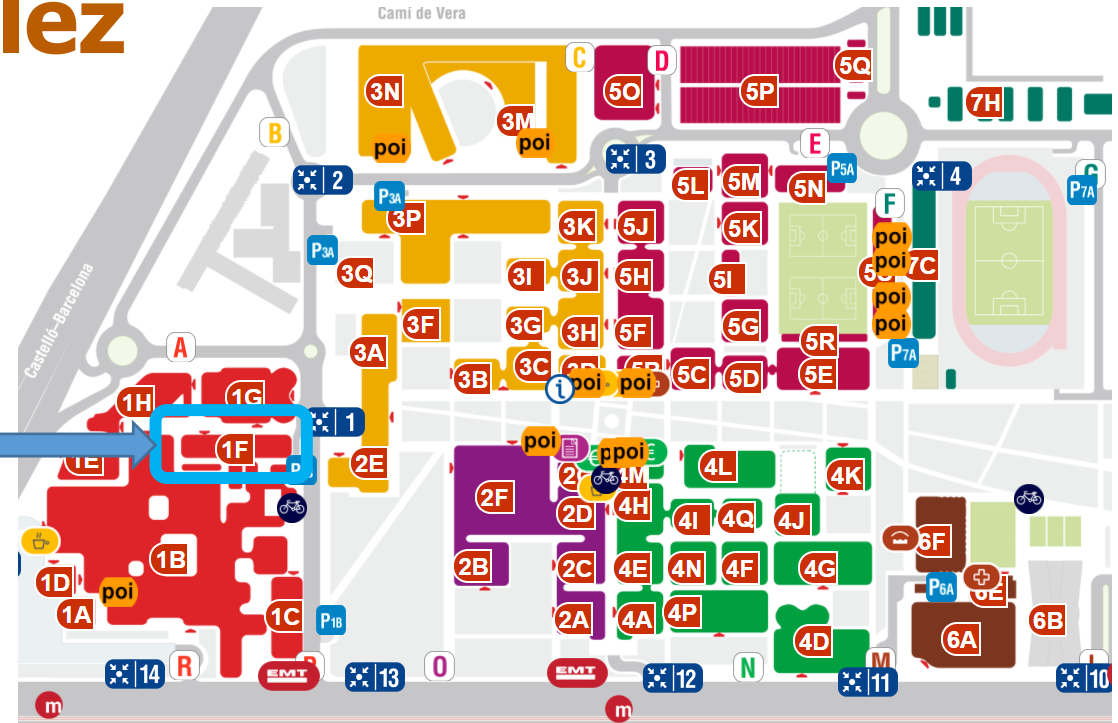 lez
Camí de Vera
C
D
5Q
3N
5O
5P
7H
3M
B
poi
poi
E
3
P5A
G
2
5L
5M
5N
4
P7A
P3A
3P
F
3K
5J
5K
poi
P3A
3Q
3I
3J
5H
5I
poi
7C
Castelló-Barcelona
3F
3G
3H
5F
5G
poi
poi
A
3A
5R
P7A
3B
3C
5C
5D
5E
i
poi
poi
1H
1G
1
1F
poi
poi
1E
2E
4L
4K
4M
2F
2D
4H
4I
4Q
4J
6F
1B
2B
2C
4E
4N
4F
4G
1D
poi
P6A
6E
1A
1C
P1B
2A
4A
4P
6B
4D
6A
R
O
N
M
14
EMT
13
EMT
12
11
10
m
m